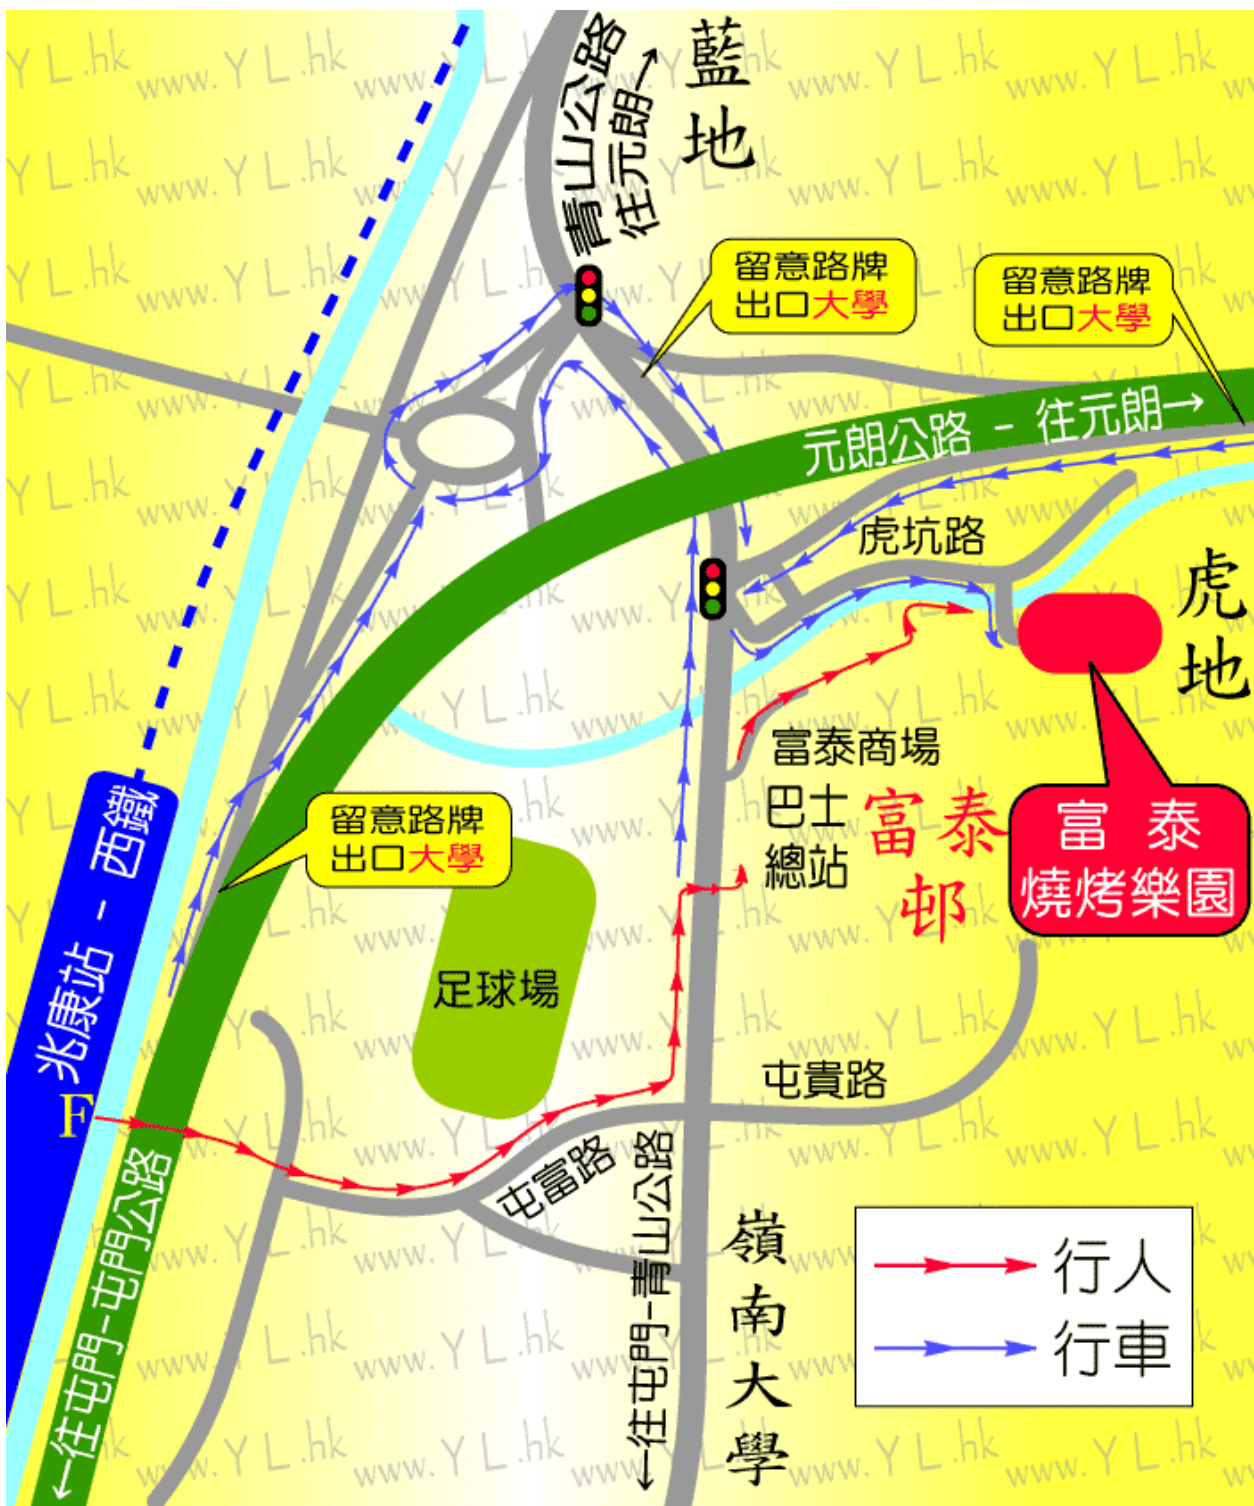 藍地
青山公路
往元朗→
留意路牌
出口大學
留意路牌
出口大學
元朗公路 - 往元朗→
虎坑路
虎地
富泰商場
巴士
總站
富泰
邨
富泰
燒烤樂園
兆康站 - 西鐵
留意路牌
出口大學
足球場
F
屯貴路
屯富路
←往屯門-屯門公路
←往屯門-青山公路
嶺南大學
行人
行車
www.YL.hk